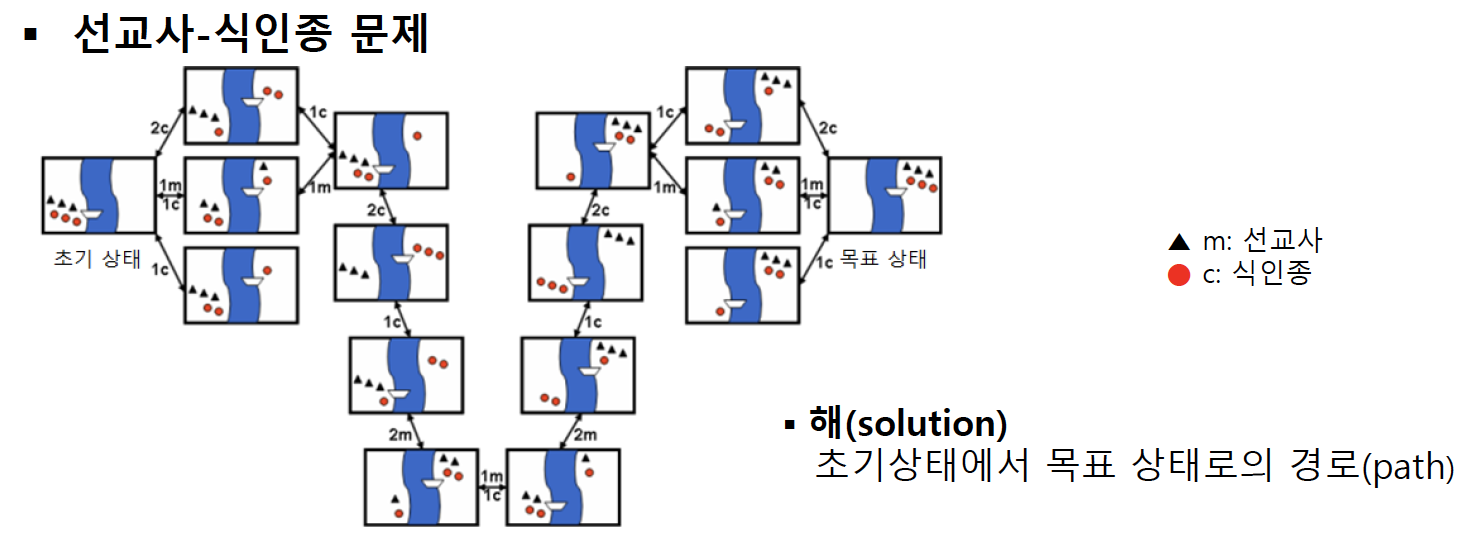 ▪ 선교사-식인종 문제
2c
1m
1c
1c
초기 상태
1c
1m
2c
1c
2m
1m
1c
2m
1c
2c
1c
1m
2c
1m
1c
1c
목표 상태
▲ m: 선교사
● c: 식인종
▪ 해(solution)
초기상태에서 목표 상태로의 경로(path)